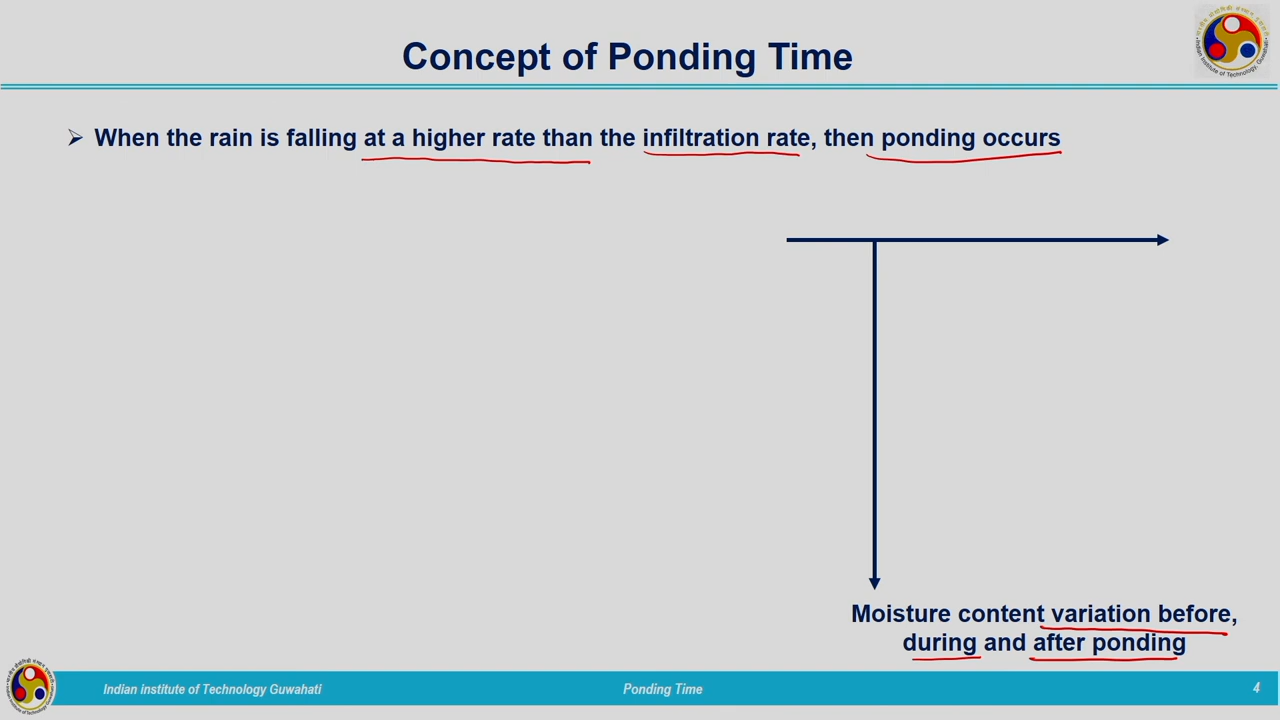 Concept of Ponding Time
➢ When the rain is falling at a higher rate than the infiltration rate, then ponding occurs
Moisture content variation before,
during and after ponding
Indian institute of Technology Guwahati
Ponding Time
4